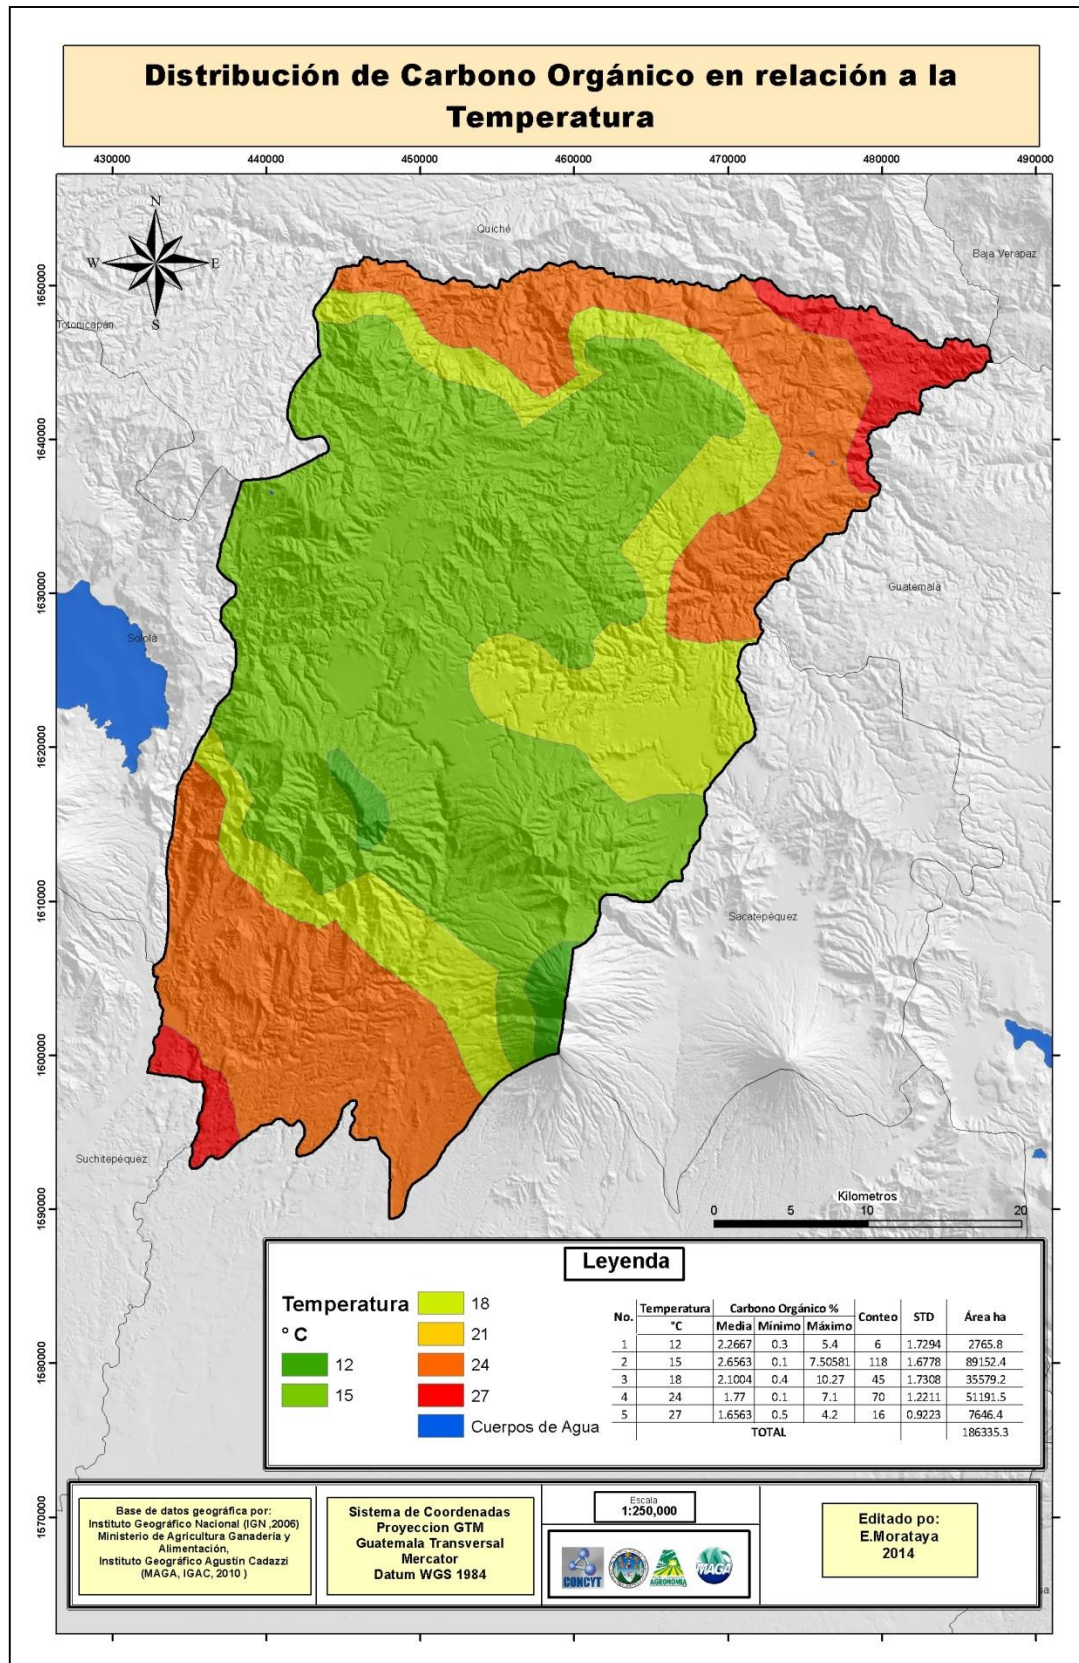 Distribución de Carbono Orgánico en relación a la
Temperatura
430000 440000 450000 460000 470000 480000 490000
N
W E
S
Quiché
Baja Verapaz
Totonicapán
Guatemala
Sololá
Sacatepéquez
Suchitepéquez
1650000
1640000
1630000
1620000
1610000
1600000
1590000
1580000
1570000
Kilometros
0 5 10 20
Leyenda
Temperatura
° C
12
15
18
21
24
27
Cuerpos de Agua
No. Temperatura Carbono Orgánico % Conteo STD Área ha
°C Media Mínimo Máximo
1 12 2.2667 0.3 5.4 6 1.7294 2765.8
2 15 2.6563 0.1 7.50581 118 1.6778 89152.4
3 18 2.1004 0.4 10.27 45 1.7308 35579.2
4 24 1.77 0.1 7.1 70 1.2211 51191.5
5 27 1.6563 0.5 4.2 16 0.9223 7646.4
TOTAL 186335.3
Base de datos geográfica por:
Instituto Geográfico Nacional (IGN ,2006)
Ministerio de Agricultura Ganadería y
Alimentación,
Instituto Geográfico Agustín Cadazzi
(MAGA, IGAC, 2010 )
Sistema de Coordenadas
Proyeccion GTM
Guatemala Transversal
Mercator
Datum WGS 1984
Escala
1:250,000
CONCYT
AGRONOMIA
MAGA
Editado po:
E.Morataya
2014